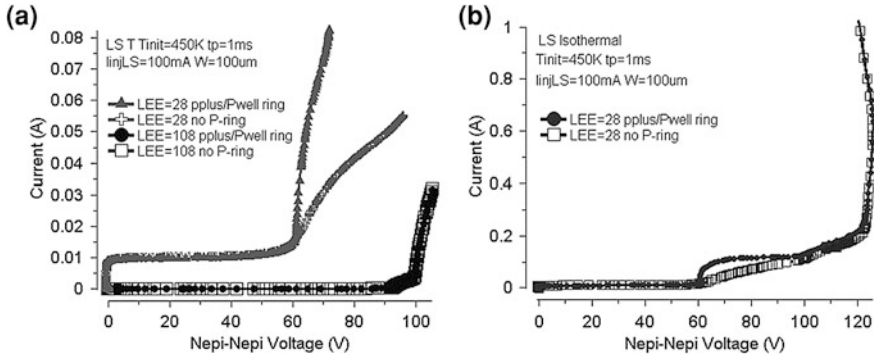 (a)
0.08
0.07
0.06
0.05
0.04
0.03
0.02
0.01
0
Current (A)
LS T Tinit=450K tp=1ms
IinjLS=100mA W=100um
LEE=28 pplus/Pwell ring
LEE=28 no P-ring
LEE=108 pplus/Pwell ring
LEE=108 no P-ring
0 20 40 60 80 100
Nepi-Nepi Voltage (V)
(b)
1
0.8
0.6
0.4
0.2
0
Current (A)
LS Isothermal
Tinit=450K tp=1ms
IinjLS=100mA W=100um
LEE=28 pplus/Pwell ring
LEE=28 no P-ring
0 20 40 60 80 100 120
Nepi-Nepi Voltage (V)